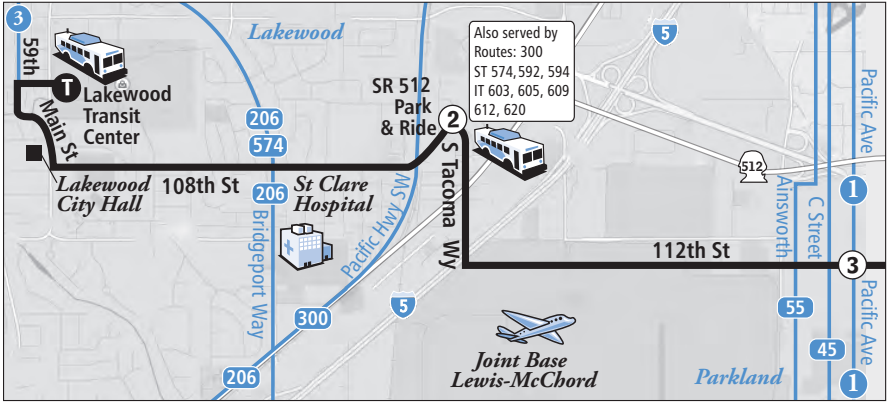 3
59th
T
Lakewood
Transit
Center
Main St
Lakewood
City Hall
108th St
Lakewood
206
574
206
Bridgeport Way
St Clare
Hospital
Pacific Hwy SW
300
206
SR 512
Park
& Ride
2
S Tacoma Wy
Also served by
Routes: 300
ST 574, 592, 594
IT 603, 605, 609
612, 620
5
5
512
112th St
Ainsworth
C Street
Pacific Ave
1
3
Pacific Ave
55
45
1
Joint Base
Lewis-McChord
Parkland